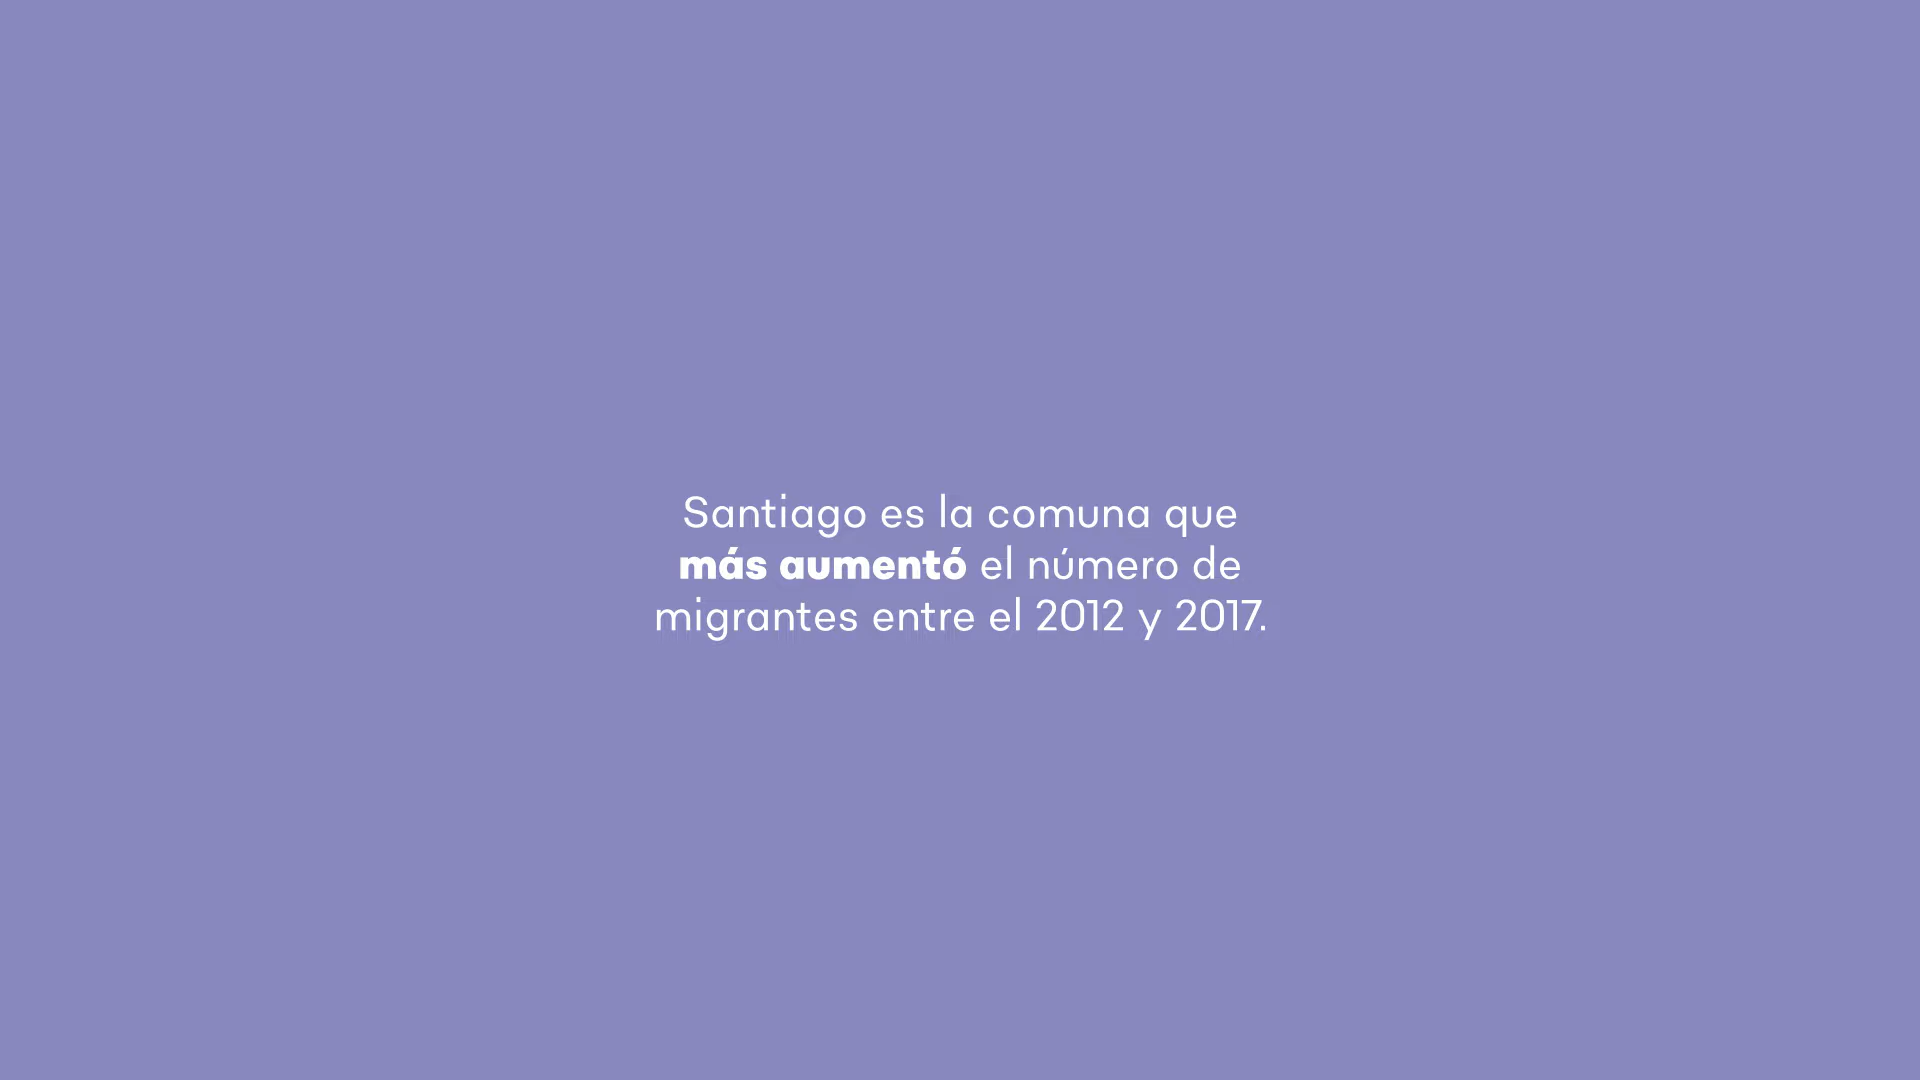 Santiago es la comuna que
más aumentó el número de
migrantes entre el 2012 y 2017.